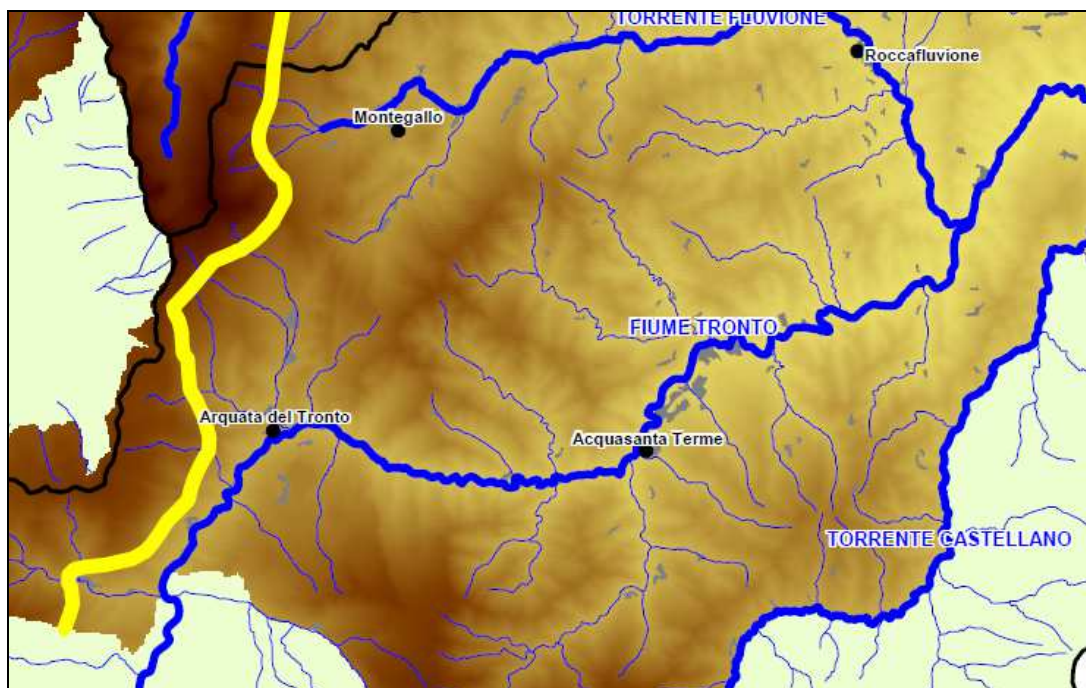 TORRENTE FLUVIONE
Roccafluvione
Montegallo
FIUME TRONTO
Arquata del Tronto
Acquasanta Terme
TORRENTE CASTELLANO